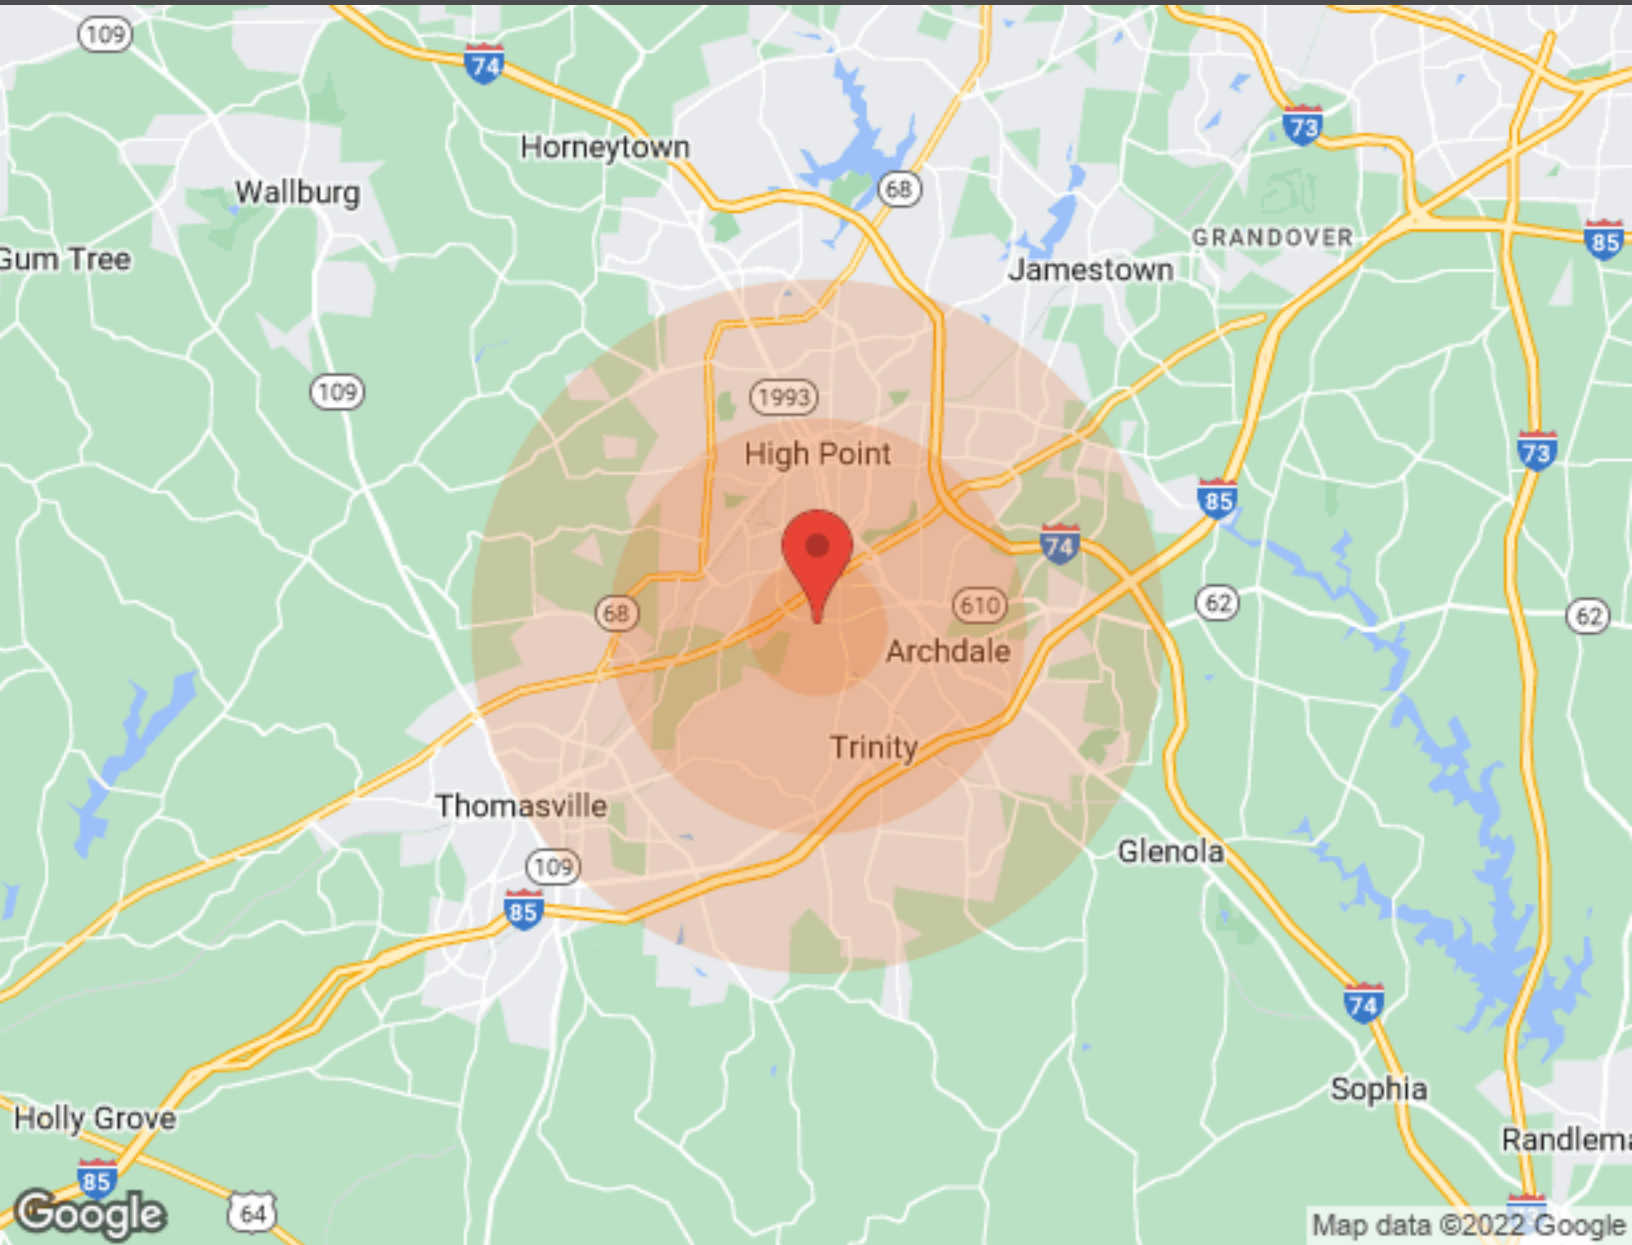 109
74
73
Horneytown
Wallburg
68
GRANDOVER
85
Gum Tree
Jamestown
109
1993
High Point
73
85
74
68
610
62
62
Archdale
Trinity
Thomasville
Glenola
109
85
74
Sophia
Holly Grove
Randlema
85
Google
64
Map data ©2022 Google